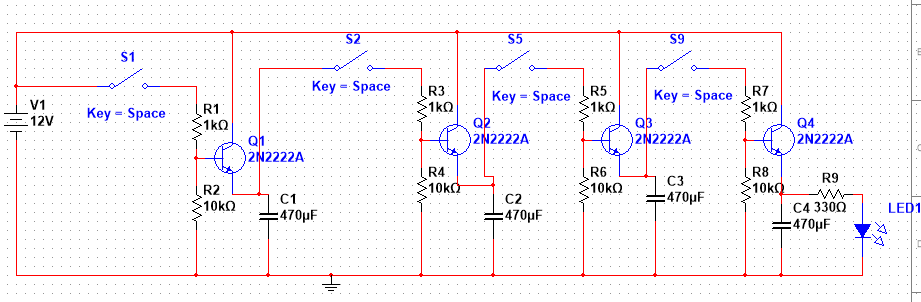 S1
Key = Space
V1
12V
R1
1kΩ
Q1
2N2222A
R2
10kΩ
C1
470µF
S2
Key = Space
R3
1kΩ
Q2
2N2222A
R4
10kΩ
C2
470µF
S5
Key = Space
R5
1kΩ
Q3
2N2222A
R6
10kΩ
C3
470µF
S9
Key = Space
R7
1kΩ
Q4
2N2222A
R8
10kΩ
C4
470µF
R9
330Ω
LED1